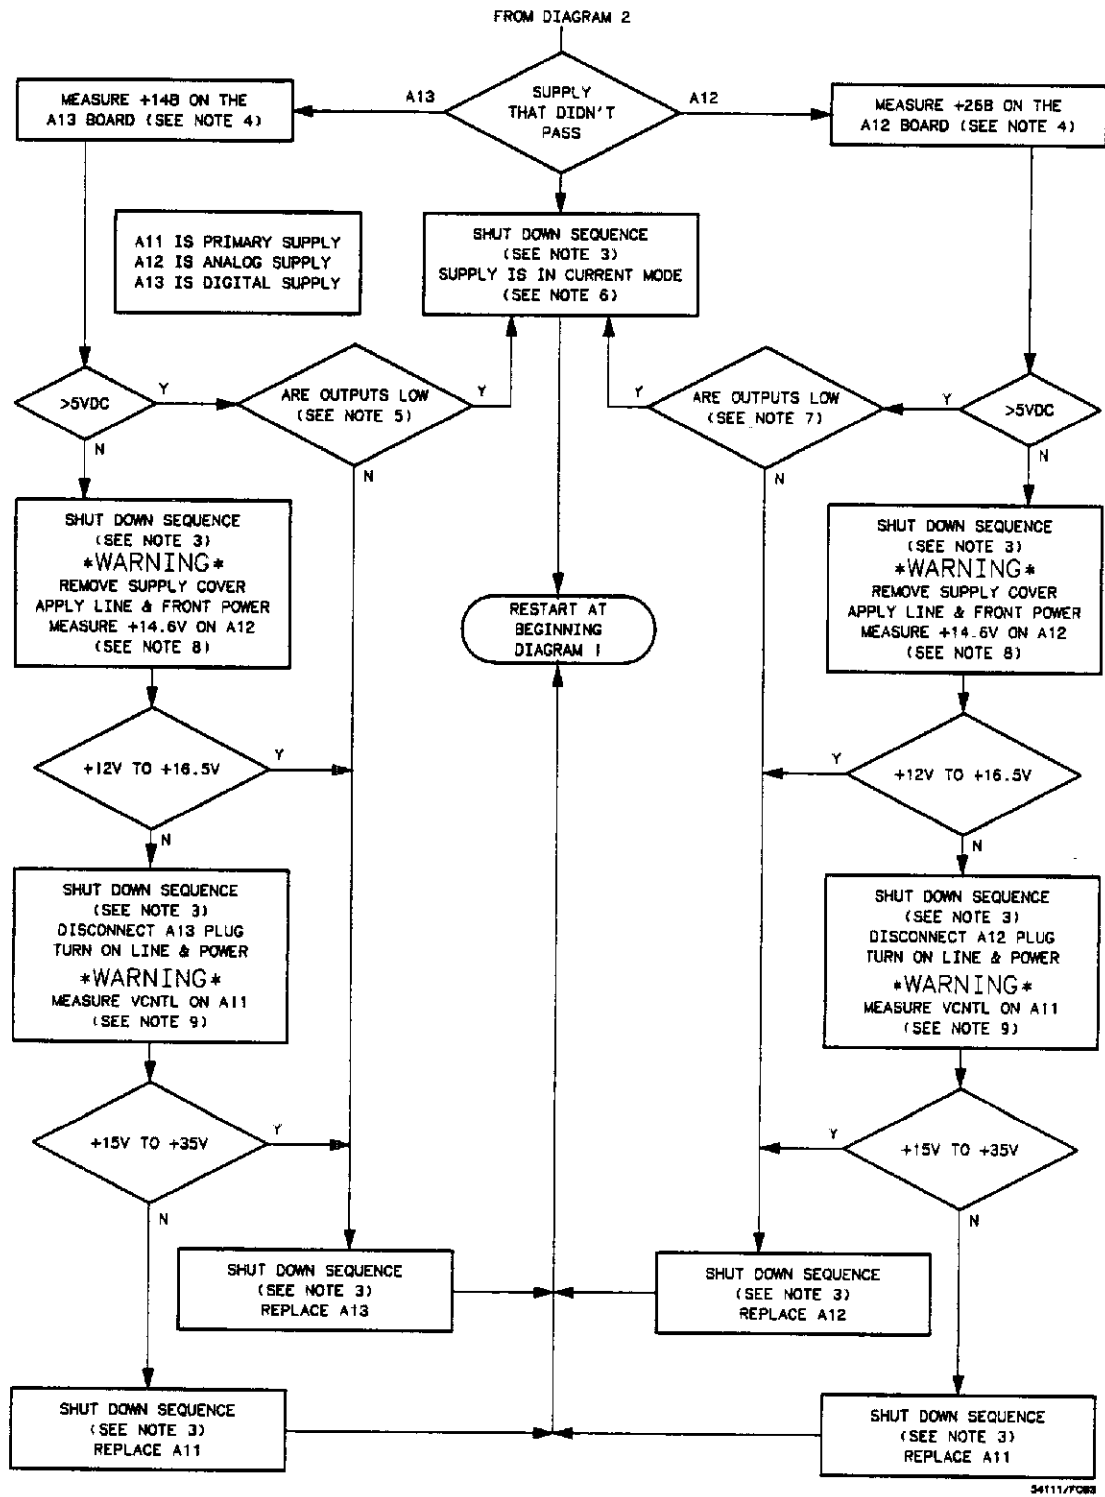 FROM DIAGRAM 2
SUPPLY
THAT DIDN'T
PASS
A13
A12
MEASURE +14B ON THE
A13 BOARD (SEE NOTE 4)
MEASURE +26B ON THE
A12 BOARD (SEE NOTE 4)
A11 IS PRIMARY SUPPLY
A12 IS ANALOG SUPPLY
A13 IS DIGITAL SUPPLY
SHUT DOWN SEQUENCE
(SEE NOTE 3)
SUPPLY IS IN CURRENT MODE
(SEE NOTE 6)
>5VDC
Y
N
ARE OUTPUTS LOW
(SEE NOTE 5)
Y
N
ARE OUTPUTS LOW
(SEE NOTE 7)
Y
N
>5VDC
Y
N
SHUT DOWN SEQUENCE
(SEE NOTE 3)
*WARNING*
REMOVE SUPPLY COVER
APPLY LINE & FRONT POWER
MEASURE +14.6V ON A12
(SEE NOTE 8)
RESTART AT
BEGINNING
DIAGRAM 1
SHUT DOWN SEQUENCE
(SEE NOTE 3)
*WARNING*
REMOVE SUPPLY COVER
APPLY LINE & FRONT POWER
MEASURE +14.6V ON A12
(SEE NOTE 8)
+12V TO +16.5V
Y
N
+12V TO +16.5V
Y
N
SHUT DOWN SEQUENCE
(SEE NOTE 3)
DISCONNECT A13 PLUG
TURN ON LINE & POWER
*WARNING*
MEASURE VCNTL ON A11
(SEE NOTE 9)
SHUT DOWN SEQUENCE
(SEE NOTE 3)
DISCONNECT A12 PLUG
TURN ON LINE & POWER
*WARNING*
MEASURE VCNTL ON A11
(SEE NOTE 9)
+15V TO +35V
Y
N
+15V TO +35V
Y
N
SHUT DOWN SEQUENCE
(SEE NOTE 3)
REPLACE A13
SHUT DOWN SEQUENCE
(SEE NOTE 3)
REPLACE A12
SHUT DOWN SEQUENCE
(SEE NOTE 3)
REPLACE A11
SHUT DOWN SEQUENCE
(SEE NOTE 3)
REPLACE A11